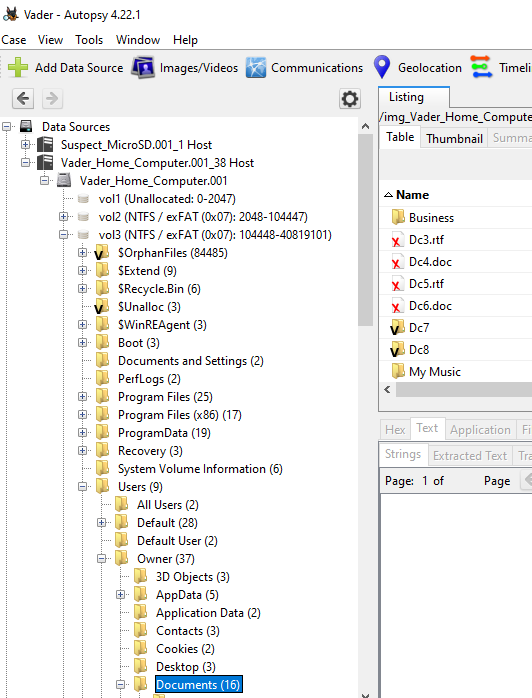 Vader - Autopsy 4.22.1
Case View Tools Window Help
Add Data Source Images/Videos Communications Geolocation Timeli
Data Sources
Suspect_MicroSD.001_1 Host
Vader_Home_Computer.001_38 Host
Vader_Home_Computer.001
vol1 (Unallocated: 0-2047)
vol2 (NTFS / exFAT (0x07): 2048-104447)
vol3 (NTFS / exFAT (0x07): 104448-40819101)
$OrphanFiles (84485)
$Extend (9)
$Recycle.Bin (6)
$Unalloc (3)
$WinREAgent (3)
Boot (3)
Documents and Settings (2)
PerfLogs (2)
Program Files (25)
Program Files (x86) (17)
ProgramData (19)
Recovery (3)
System Volume Information (6)
Users (9)
All Users (2)
Default (28)
Default User (2)
Owner (37)
3D Objects (3)
AppData (5)
Application Data (2)
Contacts (3)
Cookies (2)
Desktop (3)
Documents (16)
Listing
/img_Vader_Home_Compute
Table Thumbnail Summa
Name
Business
Dc3.rtf
Dc4.doc
Dc5.rtf
Dc6.doc
Dc7
Dc8
My Music
Hex Text Application Fi
Strings Extracted Text Tra
Page: 1 of Page